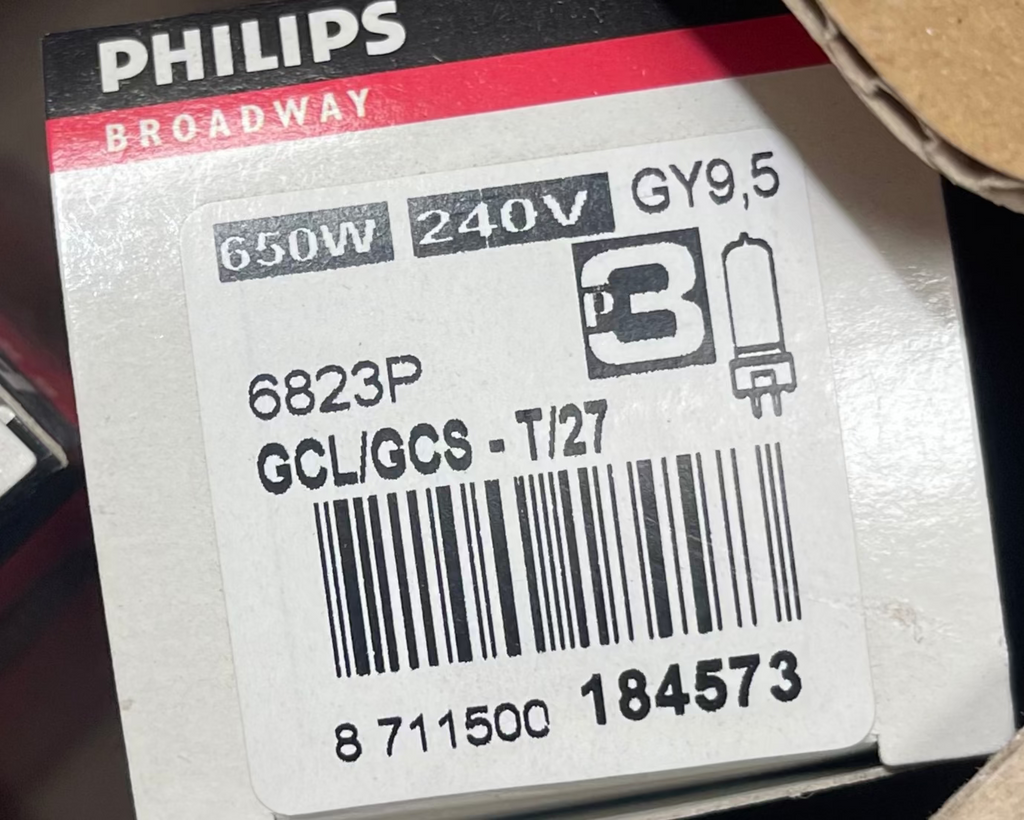 PHILIPS
BROADWAY
650W 240V GY9,5
P3
6823P
GCL/GCS - T/27
8 711500 184573